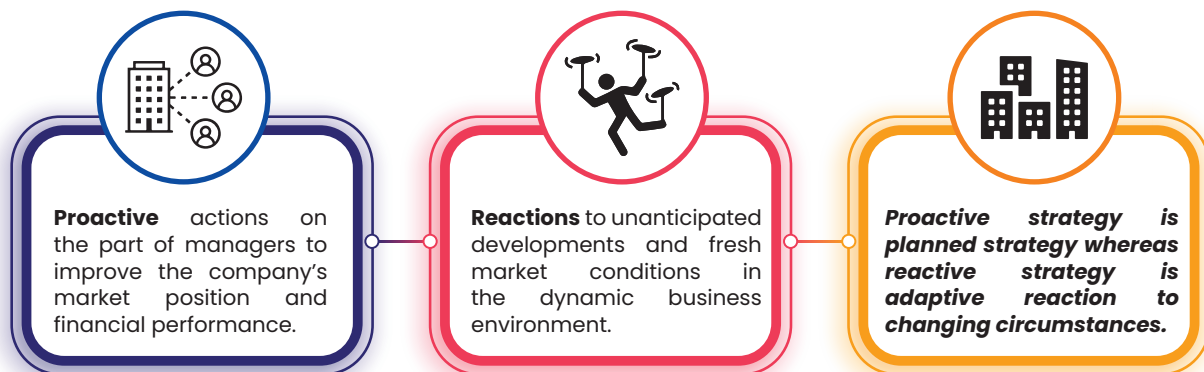 Proactive actions on
the part of managers to
improve the company's
market position and
financial performance.
Reactions to unanticipated
developments and fresh
market conditions in
the dynamic business
environment.
Proactive strategy is
planned strategy whereas
reactive strategy is
adaptive reaction to
changing circumstances.